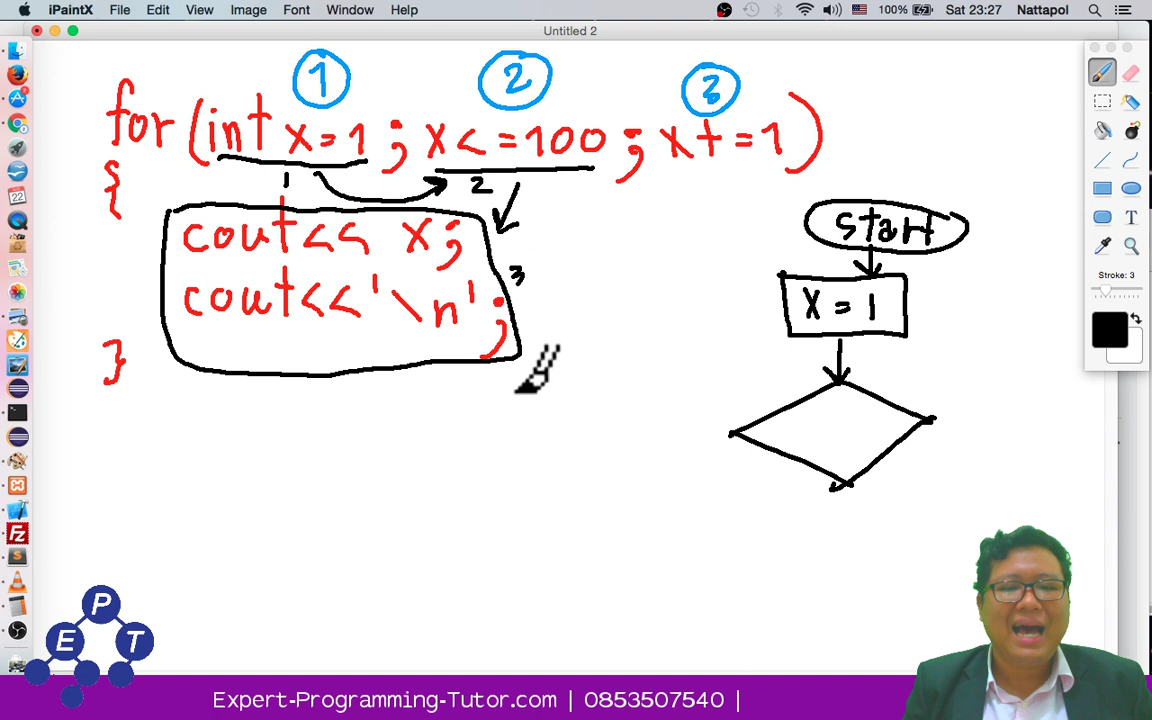 iPaintX File Edit View Image Font Window Help 100% Sat 23:27 Nattapol
Untitled 2
1 2 3
for (int x=1 ; x<=100 ; x+=1)
1 2
{
cout<< x;
3
cout<<'\n';
}
start
x = 1
Stroke: 3
T
22
P
E T
Expert-Programming-Tutor.com | 0853507540 |